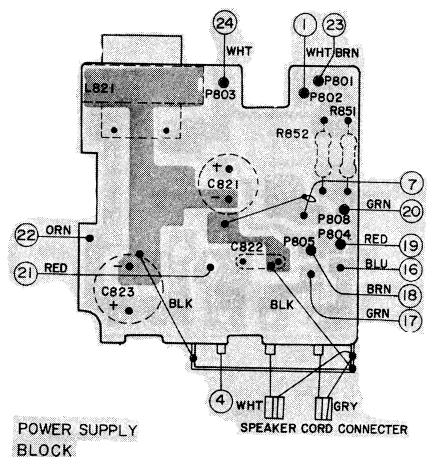 24 1 23
WHT WHT BRN
L821 P803 P801
P802
R851
R852
+
C821
-
7
GRN
P808 20
P804 RED
22 ORN P805 19
C822 BLU
21 RED 16
-
C823 BRN
BLK BLK 18
+
GRN
17
4 WHT GRY
POWER SUPPLY SPEAKER CORD CONNECTER
BLOCK